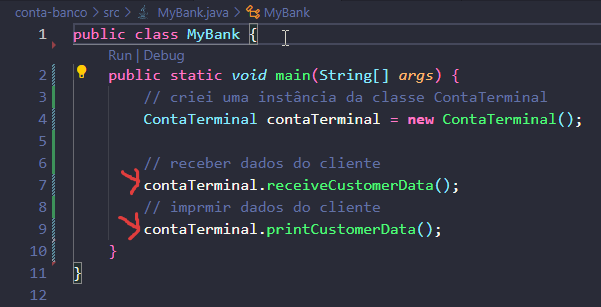 conta-banco > src > MyBank.java > MyBank
1 public class MyBank {
Run | Debug
2 public static void main(String[] args) {
3 // criei uma instância da classe ContaTerminal
4 ContaTerminal contaTerminal = new ContaTerminal();
5
6 // receber dados do cliente
7 contaTerminal.receiveCustomerData();
8 // imprmir dados do cliente
9 contaTerminal.printCustomerData();
10 }
11 }
12